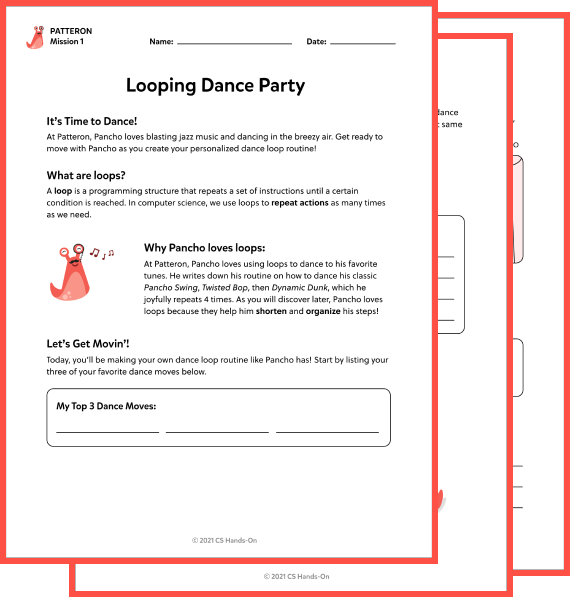 PATTERON
Mission 1
Name:
Date:
Looping Dance Party
It's Time to Dance!
At Patteron, Pancho loves blasting jazz music and dancing in the breezy air. Get ready to
move with Pancho as you create your personalized dance loop routine!
What are loops?
A loop is a programming structure that repeats a set of instructions until a certain
condition is reached. In computer science, we use loops to repeat actions as many times
as we need.
Why Pancho loves loops:
At Patteron, Pancho loves using loops to dance to his favorite
tunes. He writes down his routine on how to dance his classic
Pancho Swing, Twisted Bop, then Dynamic Dunk, which he
joyfully repeats 4 times. As you will discover later, Pancho loves
loops because they help him shorten and organize his steps!
Let's Get Movin'!
Today, you'll be making your own dance loop routine like Pancho has! Start by listing your
three of your favorite dance moves below.
My Top 3 Dance Moves:
© 2021 CS Hands-On
dance
same
© 2021 CS Hands-On